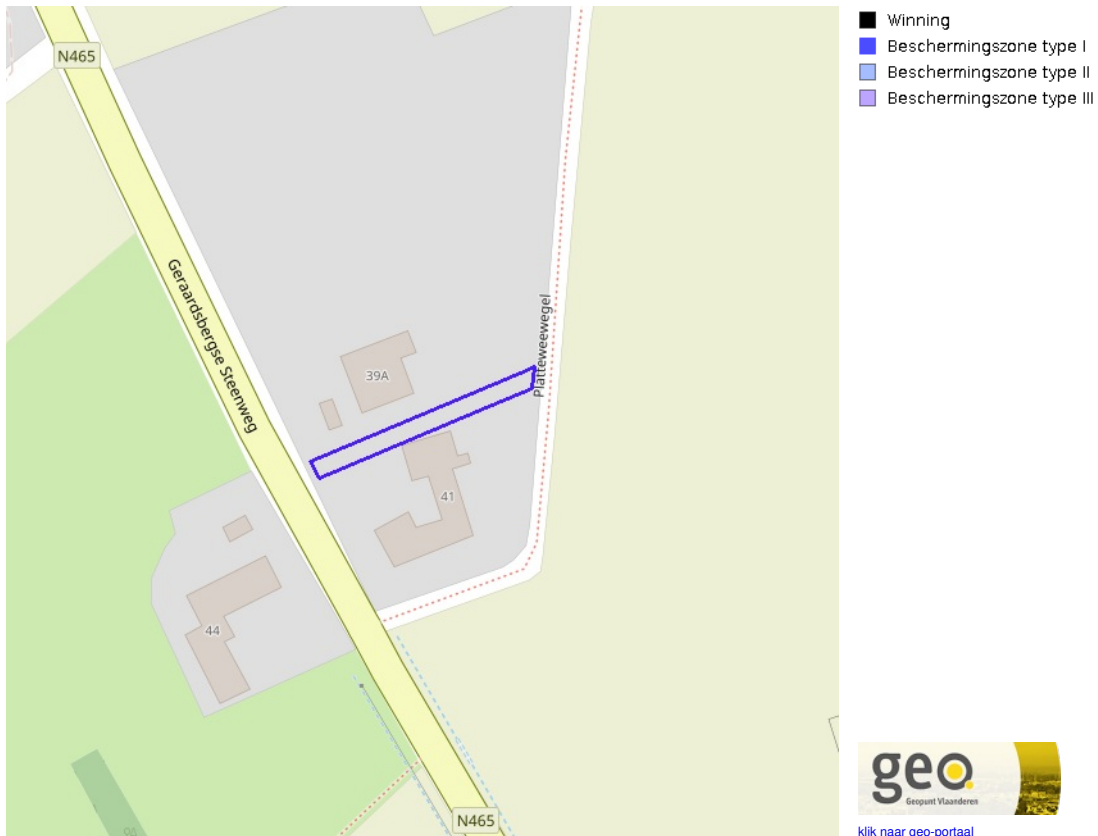 N465
Geraardsbergse Steenweg
39A
Platteweewegel
41
44
N465
Winning
Beschermingszone type I
Beschermingszone type II
Beschermingszone type III
geo.
Geopunt Vlaanderen
klik naar geo-portaal